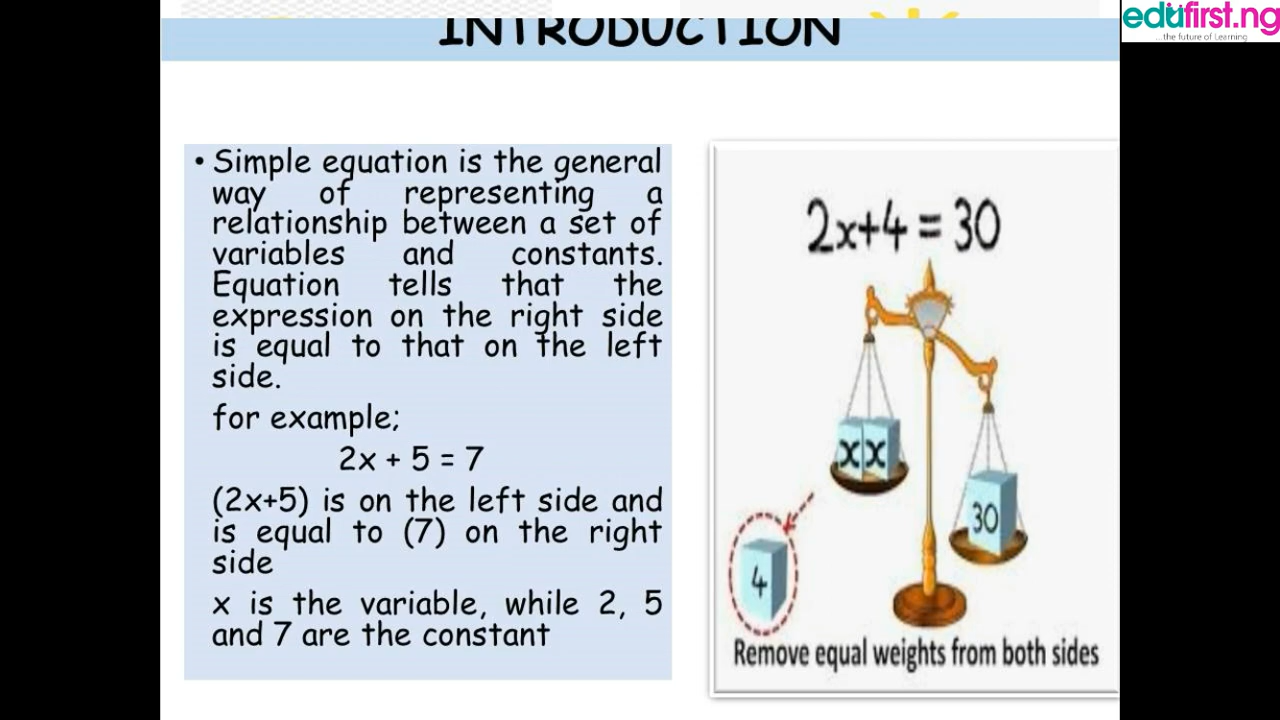 INTRODUCTION
edufirst.ng
...the future of Learning
• Simple equation is the general
way of representing a
relationship between a set of
variables and constants.
Equation tells that the
expression on the right side
is equal to that on the left
side.
for example;
2x + 5 = 7
(2x+5) is on the left side and
is equal to (7) on the right
side
x is the variable, while 2, 5
and 7 are the constant
2x+4 = 30
x x
30
4
Remove equal weights from both sides